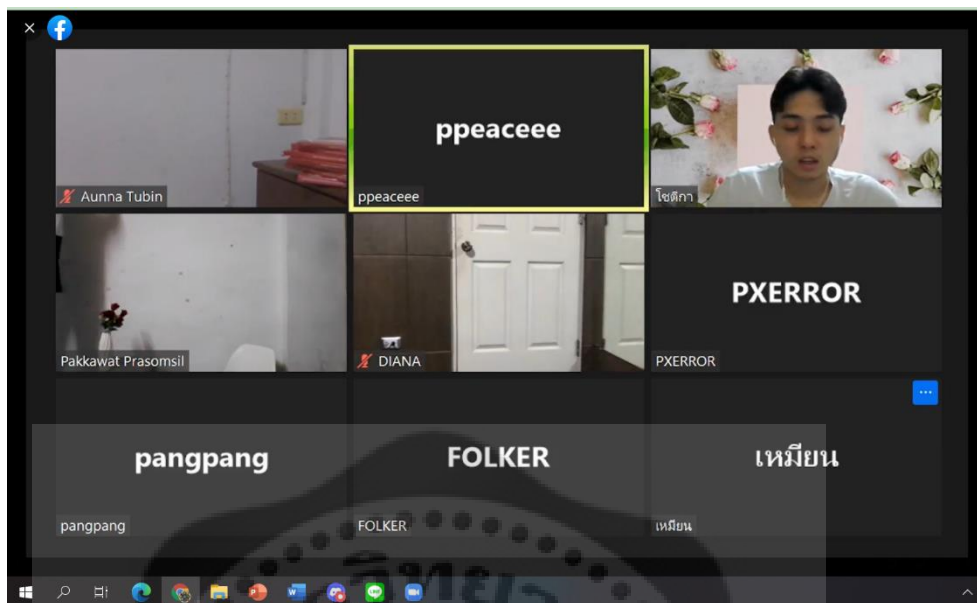 ppeaceee
Aunna Tubin
ppeaceee
โชติกา
PXERROR
Pakkawat Prasomsil
DIANA
PXERROR
pangpang
FOLKER
เหมียน
pangpang
FOLKER
เหมียน